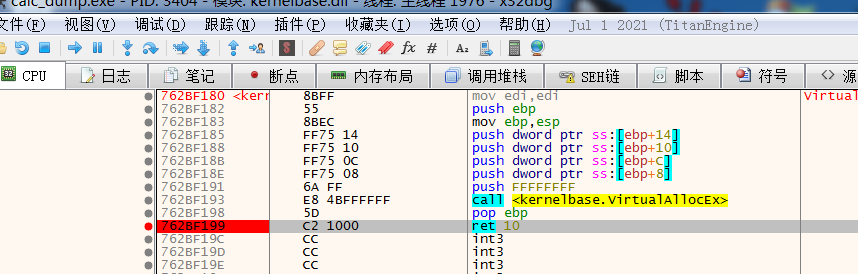 calc_dump.exe - PID: 3404 - 模块: kernelbase.dll - 线程: 主线程 1976 - x32dbg
文件(F) 视图(V) 调试(D) 跟踪(N) 插件(P) 收藏夹(I) 选项(O) 帮助(H) Jul 1 2021 (TitanEngine)
CPU 日志 笔记 断点 内存布局 调用堆栈 SEH链 脚本 符号 源
762BF180 <kern 8BFF mov edi,edi Virtual
762BF182 55 push ebp
762BF183 8BEC mov ebp,esp
762BF185 FF75 14 push dword ptr ss:[ebp+14]
762BF188 FF75 10 push dword ptr ss:[ebp+10]
762BF18B FF75 0C push dword ptr ss:[ebp+C]
762BF18E FF75 08 push dword ptr ss:[ebp+8]
762BF191 6A FF push FFFFFFFF
762BF193 E8 4BFFFFFF call <kernelbase.VirtualAllocEx>
762BF198 5D pop ebp
762BF199 C2 1000 ret 10
762BF19C CC int3
762BF19D CC int3
762BF19E CC int3